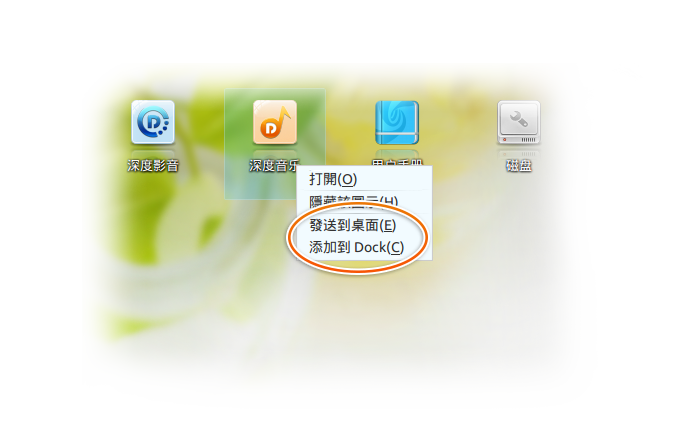 深度影音
深度音乐
用户手册
磁盘
打開(O)
隱藏該圖示(H)
發送到桌面(E)
添加到 Dock(C)